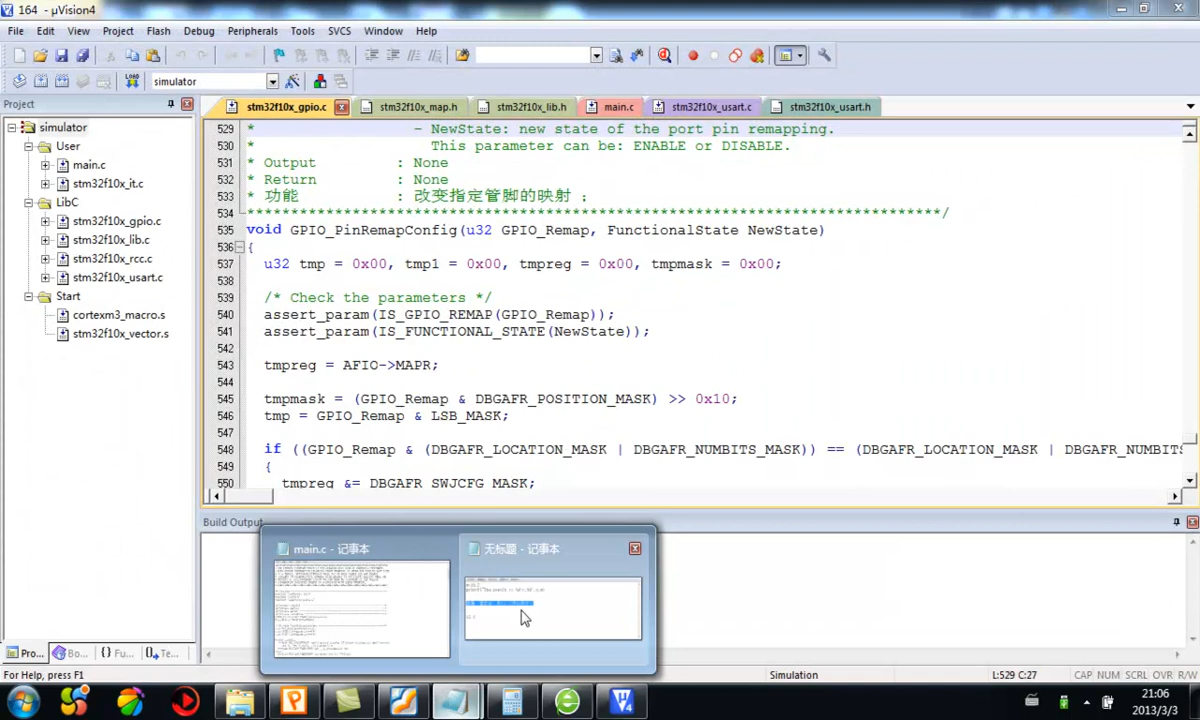 164 - µVision4
File Edit View Project Flash Debug Peripherals Tools SVCS Window Help
simulator
Project
stm32f10x_gpio.c stm32f10x_map.h stm32f10x_lib.h main.c stm32f10x_usart.c stm32f10x_usart.h
simulator
User
main.c
stm32f10x_it.c
LibC
stm32f10x_gpio.c
stm32f10x_lib.c
stm32f10x_rcc.c
stm32f10x_usart.c
Start
cortexm3_macro.s
stm32f10x_vector.s
529 * - NewState: new state of the port pin remapping.
530 * This parameter can be: ENABLE or DISABLE.
531 * Output : None
532 * Return : None
533 * 功能 : 改变指定管脚的映射 ;
534 *******************************************************************************/
535 void GPIO_PinRemapConfig(u32 GPIO_Remap, FunctionalState NewState)
536 {
537 u32 tmp = 0x00, tmp1 = 0x00, tmpreg = 0x00, tmpmask = 0x00;
538
539 /* Check the parameters */
540 assert_param(IS_GPIO_REMAP(GPIO_Remap));
541 assert_param(IS_FUNCTIONAL_STATE(NewState));
542
543 tmpreg = AFIO->MAPR;
544
545 tmpmask = (GPIO_Remap & DBGAFR_POSITION_MASK) >> 0x10;
546 tmp = GPIO_Remap & LSB_MASK;
547
548 if ((GPIO_Remap & (DBGAFR_LOCATION_MASK | DBGAFR_NUMBITS_MASK)) == (DBGAFR_LOCATION_MASK | DBGAFR_NUMBITS
549 {
550 tmpreg &= DBGAFR_SWJCFG_MASK;
Build Output
main.c - 记事本
无标题 - 记事本
Pro... Bo... {} Fu... Te...
For Help, press F1
Simulation
L:529 C:27
CAP NUM SCRL OVR R/W
21:06
2013/3/3